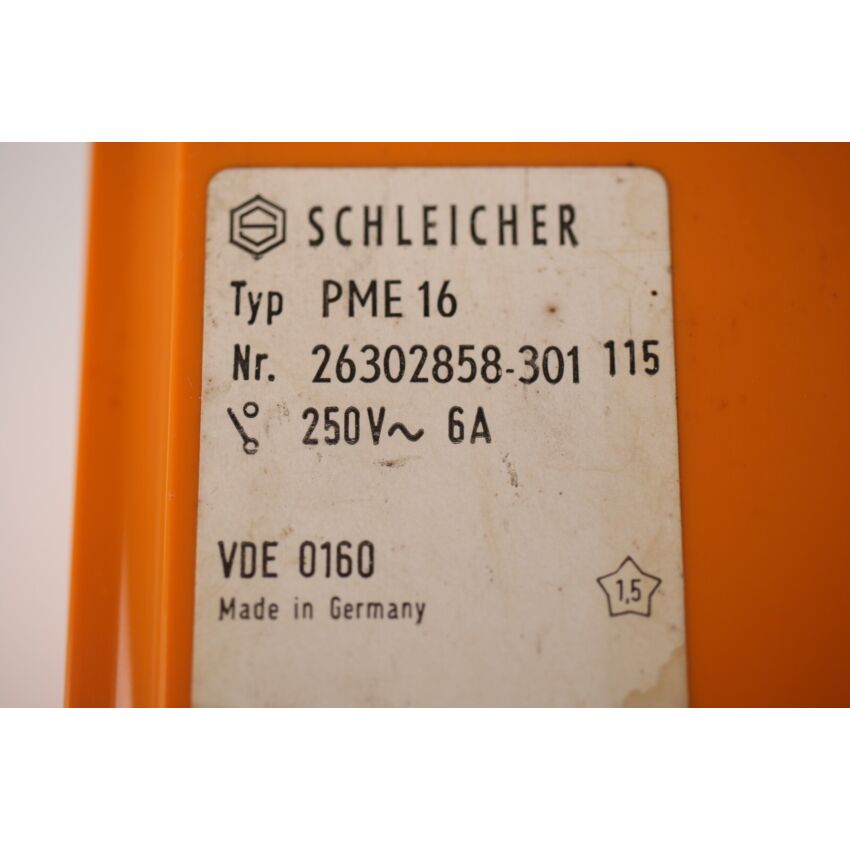 SCHLEICHER
Typ PME 16
Nr. 26302858-301 115
250V~ 6A
VDE 0160
Made in Germany
1,5